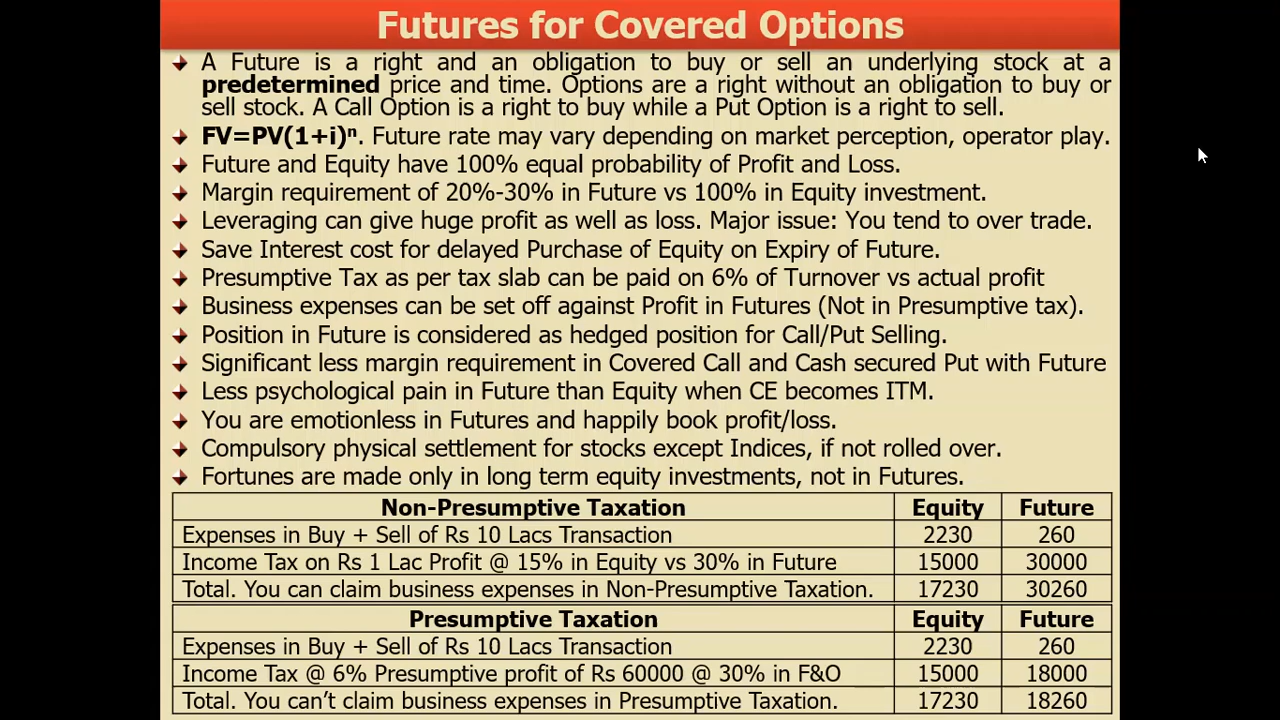 Futures for Covered Options
A Future is a right and an obligation to buy or sell an underlying stock at a
predetermined price and time. Options are a right without an obligation to buy or
sell stock. A Call Option is a right to buy while a Put Option is a right to sell.
FV=PV(1+i)ⁿ. Future rate may vary depending on market perception, operator play.
Future and Equity have 100% equal probability of Profit and Loss.
Margin requirement of 20%-30% in Future vs 100% in Equity investment.
Leveraging can give huge profit as well as loss. Major issue: You tend to over trade.
Save Interest cost for delayed Purchase of Equity on Expiry of Future.
Presumptive Tax as per tax slab can be paid on 6% of Turnover vs actual profit
Business expenses can be set off against Profit in Futures (Not in Presumptive tax).
Position in Future is considered as hedged position for Call/Put Selling.
Significant less margin requirement in Covered Call and Cash secured Put with Future
Less psychological pain in Future than Equity when CE becomes ITM.
You are emotionless in Futures and happily book profit/loss.
Compulsory physical settlement for stocks except Indices, if not rolled over.
Fortunes are made only in long term equity investments, not in Futures.
Non-Presumptive Taxation Equity Future
Expenses in Buy + Sell of Rs 10 Lacs Transaction 2230 260
Income Tax on Rs 1 Lac Profit @ 15% in Equity vs 30% in Future 15000 30000
Total. You can claim business expenses in Non-Presumptive Taxation. 17230 30260
Presumptive Taxation Equity Future
Expenses in Buy + Sell of Rs 10 Lacs Transaction 2230 260
Income Tax @ 6% Presumptive profit of Rs 60000 @ 30% in F&O 15000 18000
Total. You can't claim business expenses in Presumptive Taxation. 17230 18260